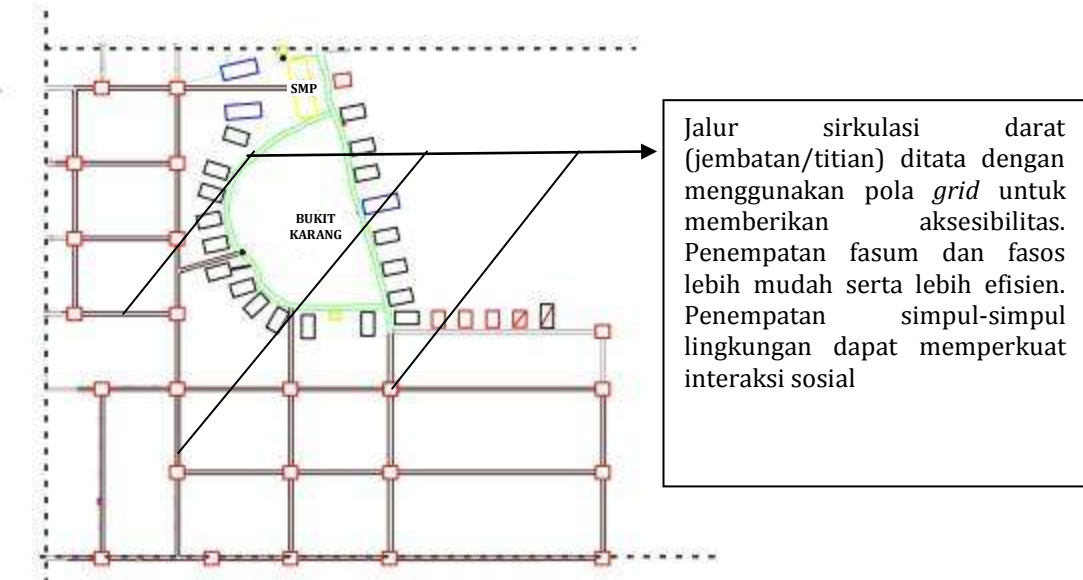 SMP
BUKIT
KARANG
Jalur sirkulasi darat
(jembatan/titian) ditata dengan
menggunakan pola grid untuk
memberikan aksesibilitas.
Penempatan fasum dan fasos
lebih mudah serta lebih efisien.
Penempatan simpul-simpul
lingkungan dapat memperkuat
interaksi sosial